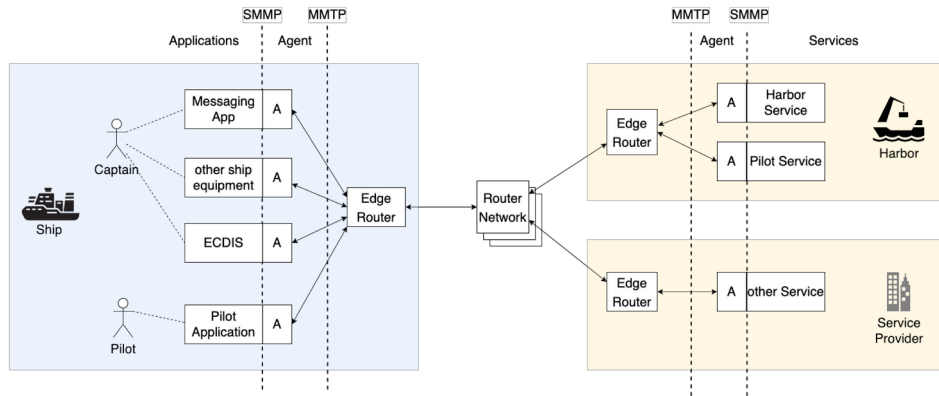 SMMP
MMTP
MMTP
SMMP
Applications
Agent
Agent
Services
Messaging
App
A
Captain
other ship
equipment
A
Ship
ECDIS
A
Pilot
Application
A
Pilot
Edge
Router
Router
Network
Edge
Router
A
Harbor
Service
A
Pilot Service
Harbor
Edge
Router
A
other Service
Service
Provider